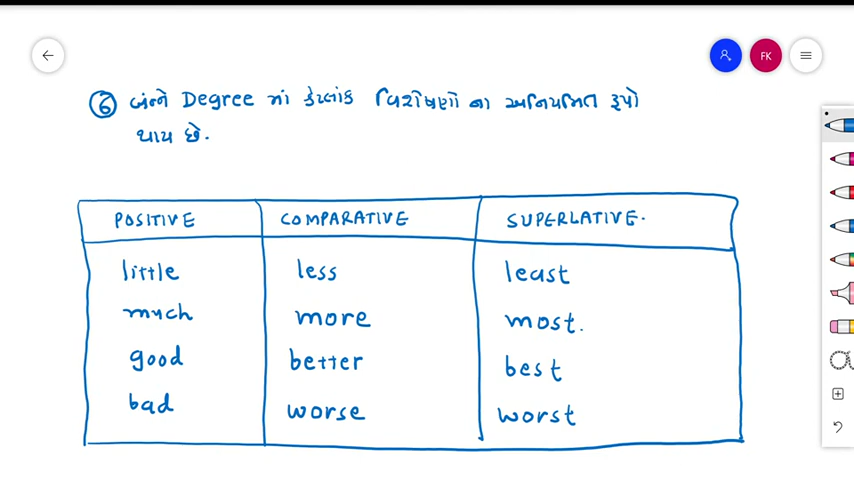 FK
⑥ બંને Degree માં કેટલાંક વિશેષણો ના અનિયમિત રૂપો
થાય છે.
POSITIVE COMPARATIVE SUPERLATIVE.
little less least
much more most.
good better best
bad worse worst